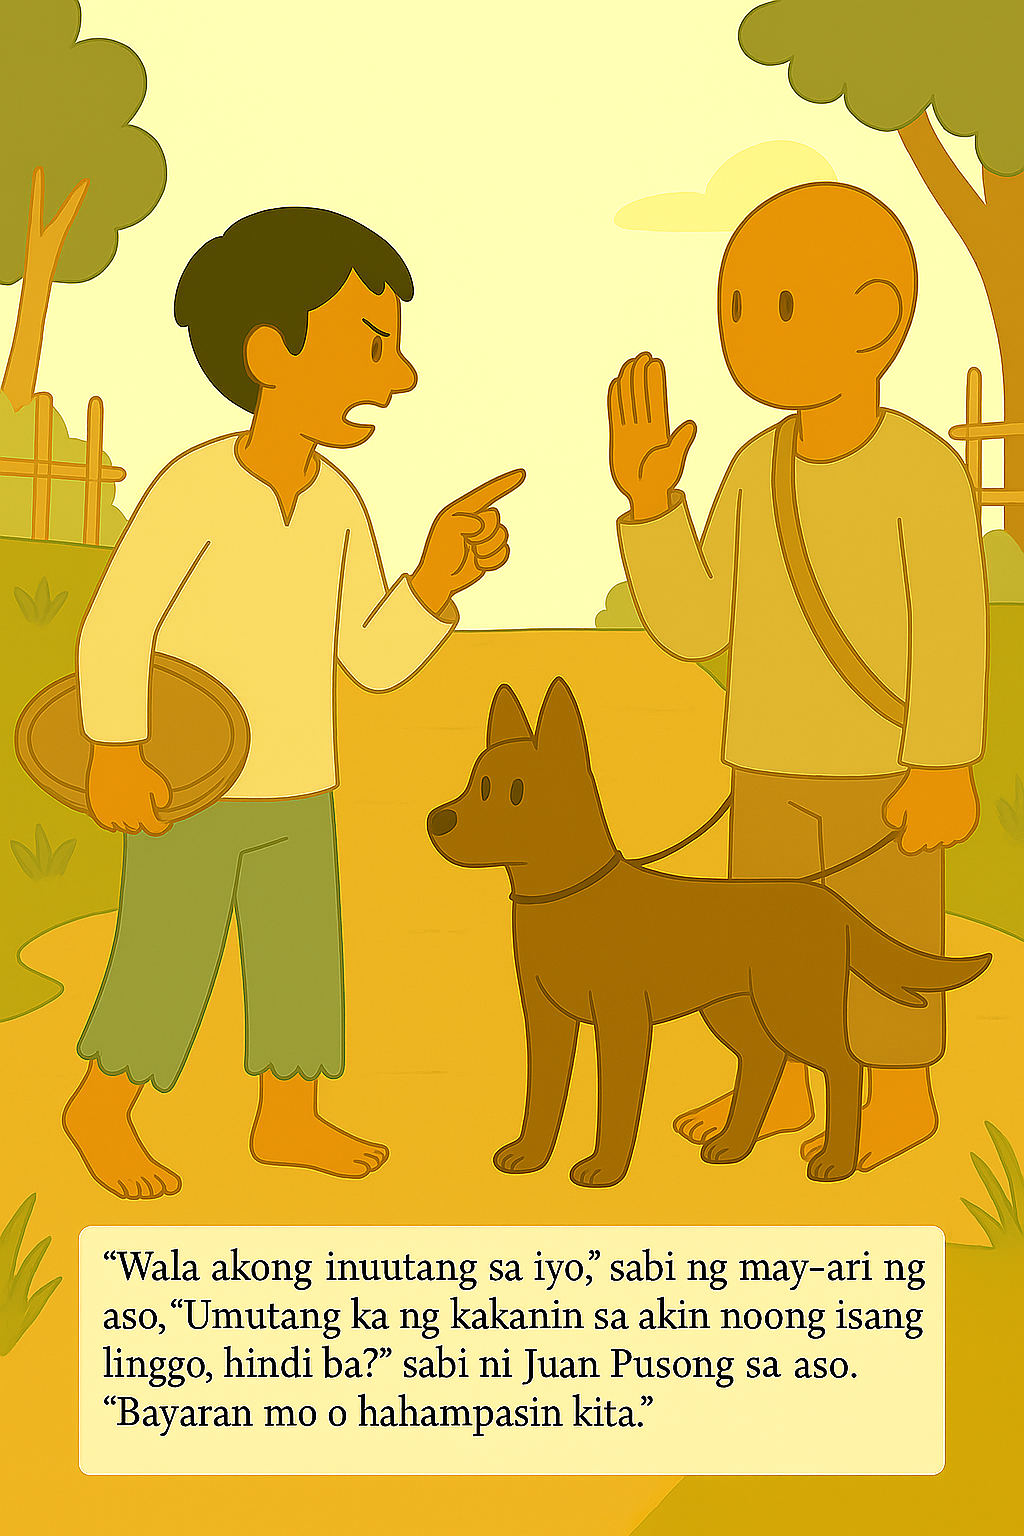 “Wala akong inuutang sa iyo,” sabi ng may-ari ng
aso,“Umutang ka ng kakanin sa akin noong isang
linggo, hindi ba?” sabi ni Juan Pusong sa aso.
“Bayaran mo o hahampasin kita.”